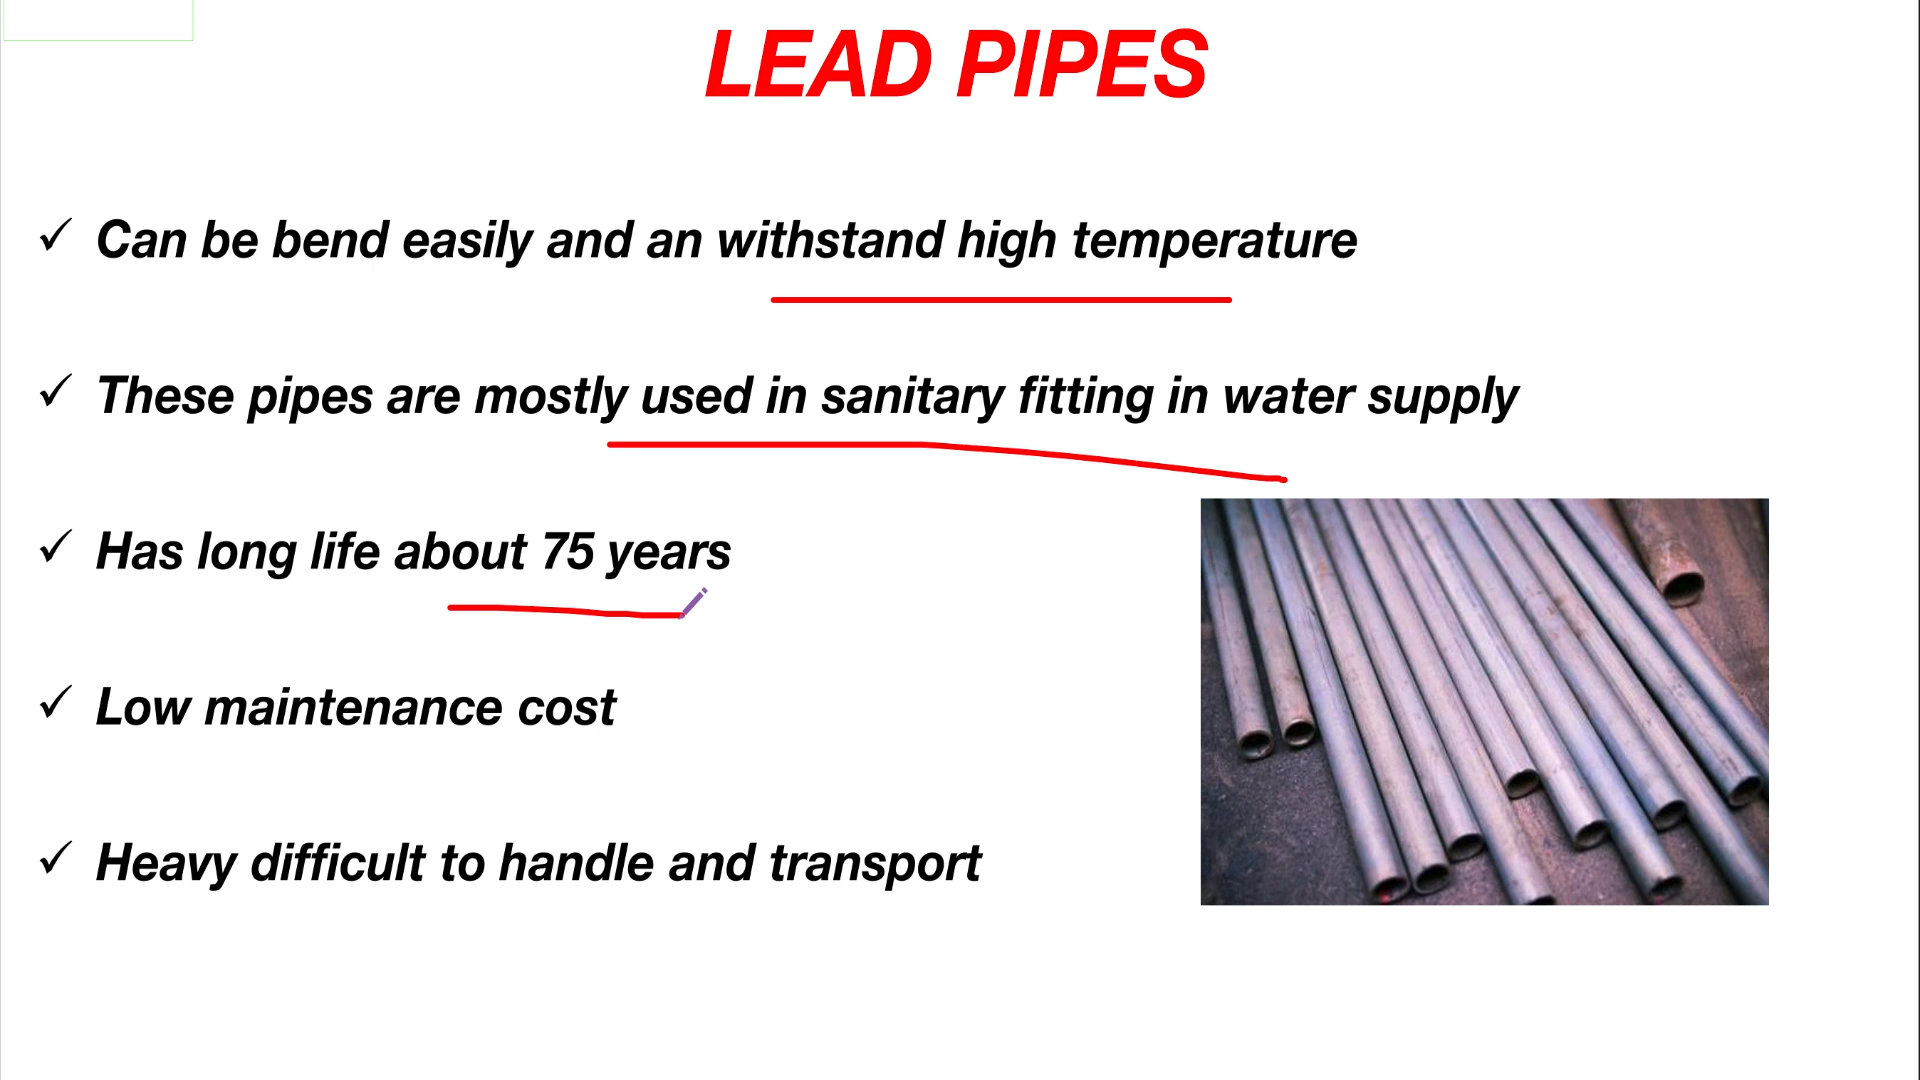 LEAD PIPES
✓ Can be bend easily and an withstand high temperature
✓ These pipes are mostly used in sanitary fitting in water supply
✓ Has long life about 75 years
✓ Low maintenance cost
✓ Heavy difficult to handle and transport